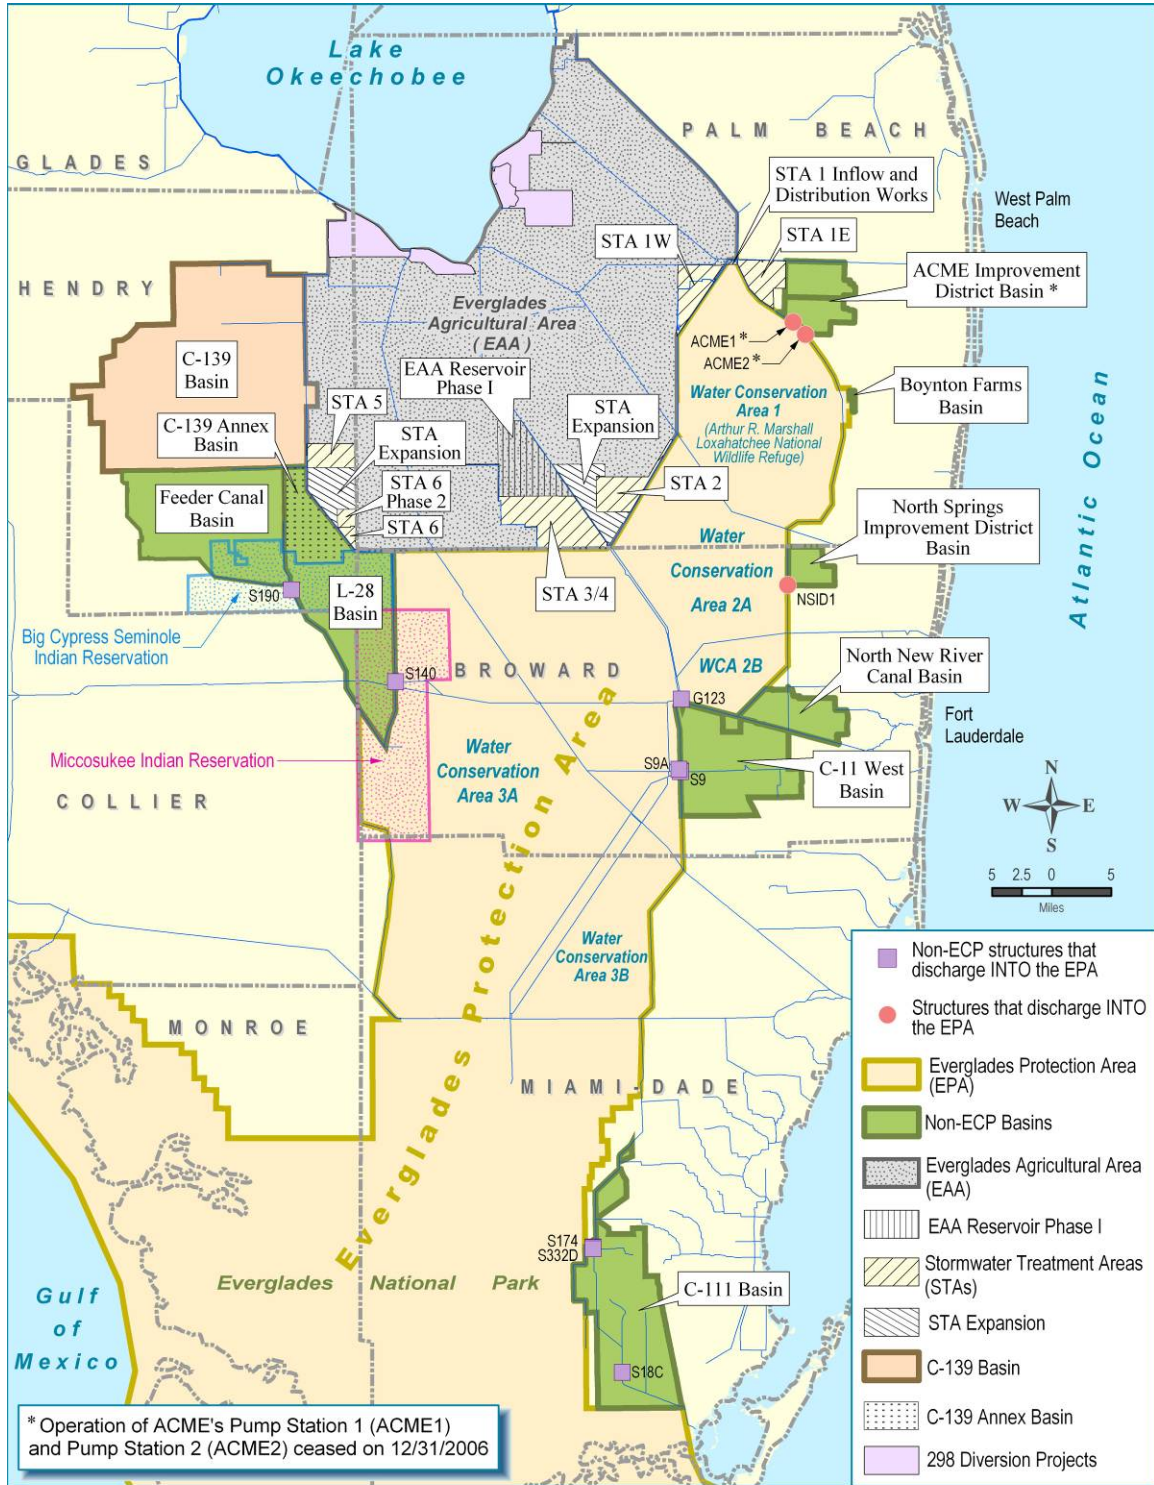 Lake
Okeechobee
GLADES
PALM BEACH
STA 1 Inflow and
Distribution Works
West Palm
Beach
STA 1W
STA 1E
ACME Improvement
District Basin *
HENDRY
Everglades
Agricultural Area
(EAA)
ACME1*
ACME2*
C-139
Basin
EAA Reservoir
Phase I
Water Conservation
Area 1
(Arthur R. Marshall
Loxahatchee National
Wildlife Refuge)
Boynton Farms
Basin
STA 5
STA
Expansion
C-139 Annex
Basin
STA
Expansion
STA 6
Phase 2
STA 2
Feeder Canal
Basin
STA 6
North Springs
Improvement District
Basin
Water
Conservation
Area 2A
Atlantic Ocean
S190
L-28
Basin
STA 3/4
NSID1
Big Cypress Seminole
Indian Reservation
BROWARD
WCA 2B
North New River
Canal Basin
S140
G123
Fort
Lauderdale
Miccosukee Indian Reservation
Water
Conservation
Area 3A
S9A
S9
C-11 West
Basin
COLLIER
N
W
E
S
5 2.5 0 5
Miles
Everglades Protection Area
Water
Conservation
Area 3B
MONROE
MIAMI-DADE
S174
S332D
Everglades National Park
C-111 Basin
S18C
Gulf
of
Mexico
* Operation of ACME's Pump Station 1 (ACME1)
and Pump Station 2 (ACME2) ceased on 12/31/2006
Non-ECP structures that
discharge INTO the EPA
Structures that discharge INTO
the EPA
Everglades Protection Area
(EPA)
Non-ECP Basins
Everglades Agricultural Area
(EAA)
EAA Reservoir Phase I
Stormwater Treatment Areas
(STAs)
STA Expansion
C-139 Basin
C-139 Annex Basin
298 Diversion Projects